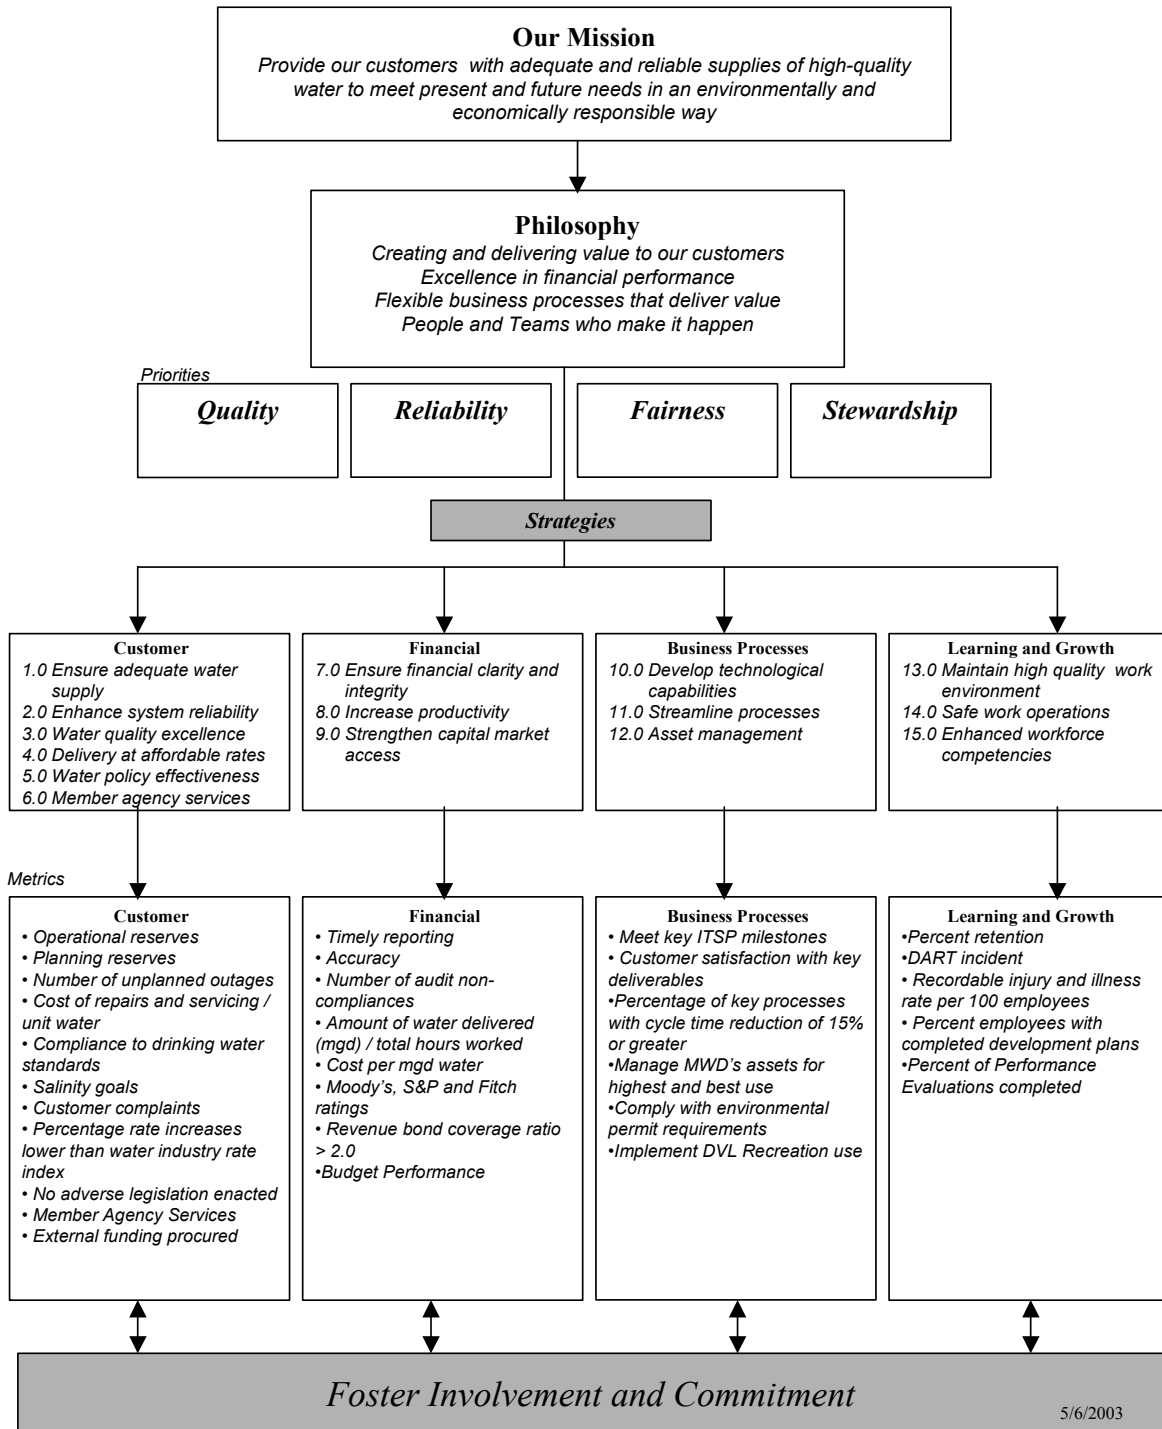 Our Mission
Provide our customers with adequate and reliable supplies of high-quality
water to meet present and future needs in an environmentally and
economically responsible way
Philosophy
Creating and delivering value to our customers
Excellence in financial performance
Flexible business processes that deliver value
People and Teams who make it happen
Priorities
Quality
Reliability
Fairness
Stewardship
Strategies
Customer
1.0 Ensure adequate water
supply
2.0 Enhance system reliability
3.0 Water quality excellence
4.0 Delivery at affordable rates
5.0 Water policy effectiveness
6.0 Member agency services
Financial
7.0 Ensure financial clarity and
integrity
8.0 Increase productivity
9.0 Strengthen capital market
access
Business Processes
10.0 Develop technological
capabilities
11.0 Streamline processes
12.0 Asset management
Learning and Growth
13.0 Maintain high quality work
environment
14.0 Safe work operations
15.0 Enhanced workforce
competencies
Metrics
Customer
• Operational reserves
• Planning reserves
• Number of unplanned outages
• Cost of repairs and servicing /
unit water
• Compliance to drinking water
standards
• Salinity goals
• Customer complaints
• Percentage rate increases
lower than water industry rate
index
• No adverse legislation enacted
• Member Agency Services
• External funding procured
Financial
• Timely reporting
• Accuracy
• Number of audit non-
compliances
• Amount of water delivered
(mgd) / total hours worked
• Cost per mgd water
• Moody's, S&P and Fitch
ratings
• Revenue bond coverage ratio
> 2.0
•Budget Performance
Business Processes
• Meet key ITSP milestones
• Customer satisfaction with key
deliverables
•Percentage of key processes
with cycle time reduction of 15%
or greater
•Manage MWD's assets for
highest and best use
•Comply with environmental
permit requirements
•Implement DVL Recreation use
Learning and Growth
•Percent retention
•DART incident
• Recordable injury and illness
rate per 100 employees
• Percent employees with
completed development plans
•Percent of Performance
Evaluations completed
Foster Involvement and Commitment
5/6/2003